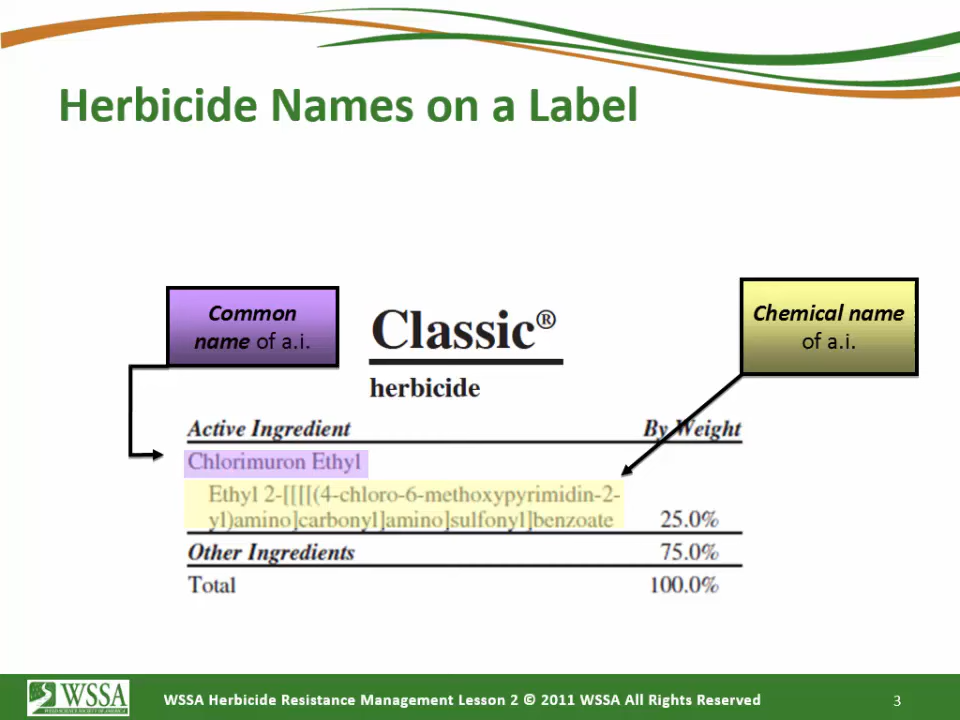 Herbicide Names on a Label
Common
name of a.i.
Classic®
herbicide
Chemical name
of a.i.
Active Ingredient By Weight
Chlorimuron Ethyl
Ethyl 2-[[[[(4-chloro-6-methoxypyrimidin-2-
yl)amino]carbonyl]amino]sulfonyl]benzoate 25.0%
Other Ingredients 75.0%
Total 100.0%
WSSA
WSSA Herbicide Resistance Management Lesson 2 © 2011 WSSA All Rights Reserved 3